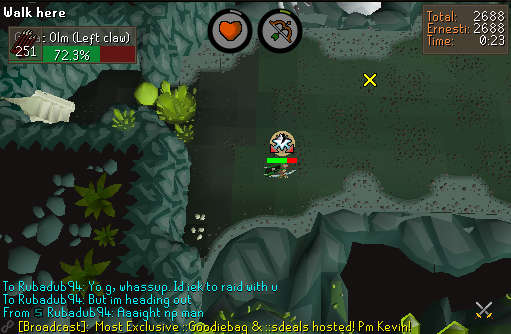 Walk here
Total: 2688
: Olm (Left claw)
Ernesti: 2688
251
72.3%
Time: 0:23
To Rubadub94: Yo g, whassup. Id iek to raid with u
To Rubadub94: But im heading out
From S Rubadub94: Aaaight np man
[Broadcast]: Most Exclusive ::Goodiebag & ::sdeals hosted! Pm Kevin!